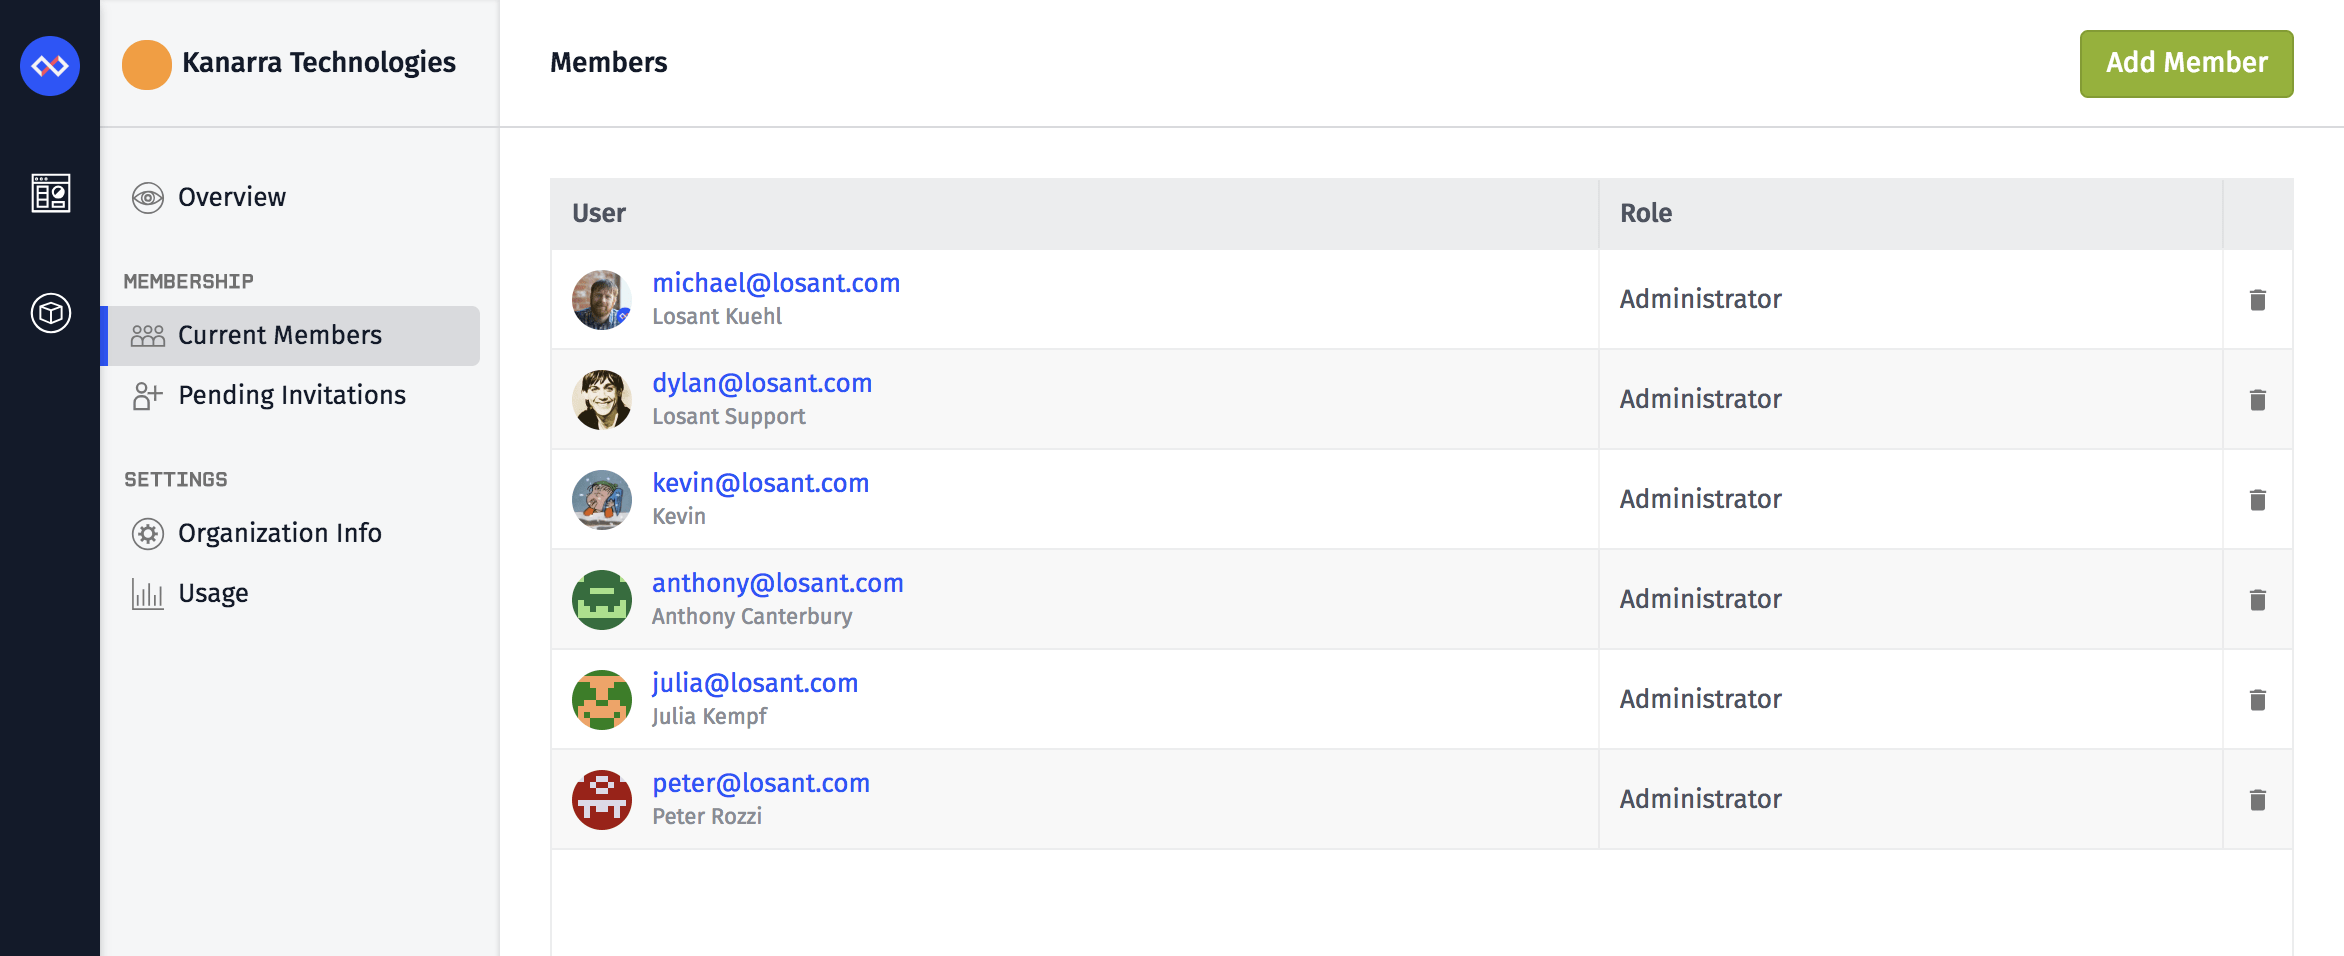 Kanarra Technologies
Overview
MEMBERSHIP
Current Members
Pending Invitations
SETTINGS
Organization Info
Usage
Members
Add Member
User Role
michael@losant.com
Losant Kuehl
Administrator
dylan@losant.com
Losant Support
Administrator
kevin@losant.com
Kevin
Administrator
anthony@losant.com
Anthony Canterbury
Administrator
julia@losant.com
Julia Kempf
Administrator
peter@losant.com
Peter Rozzi
Administrator